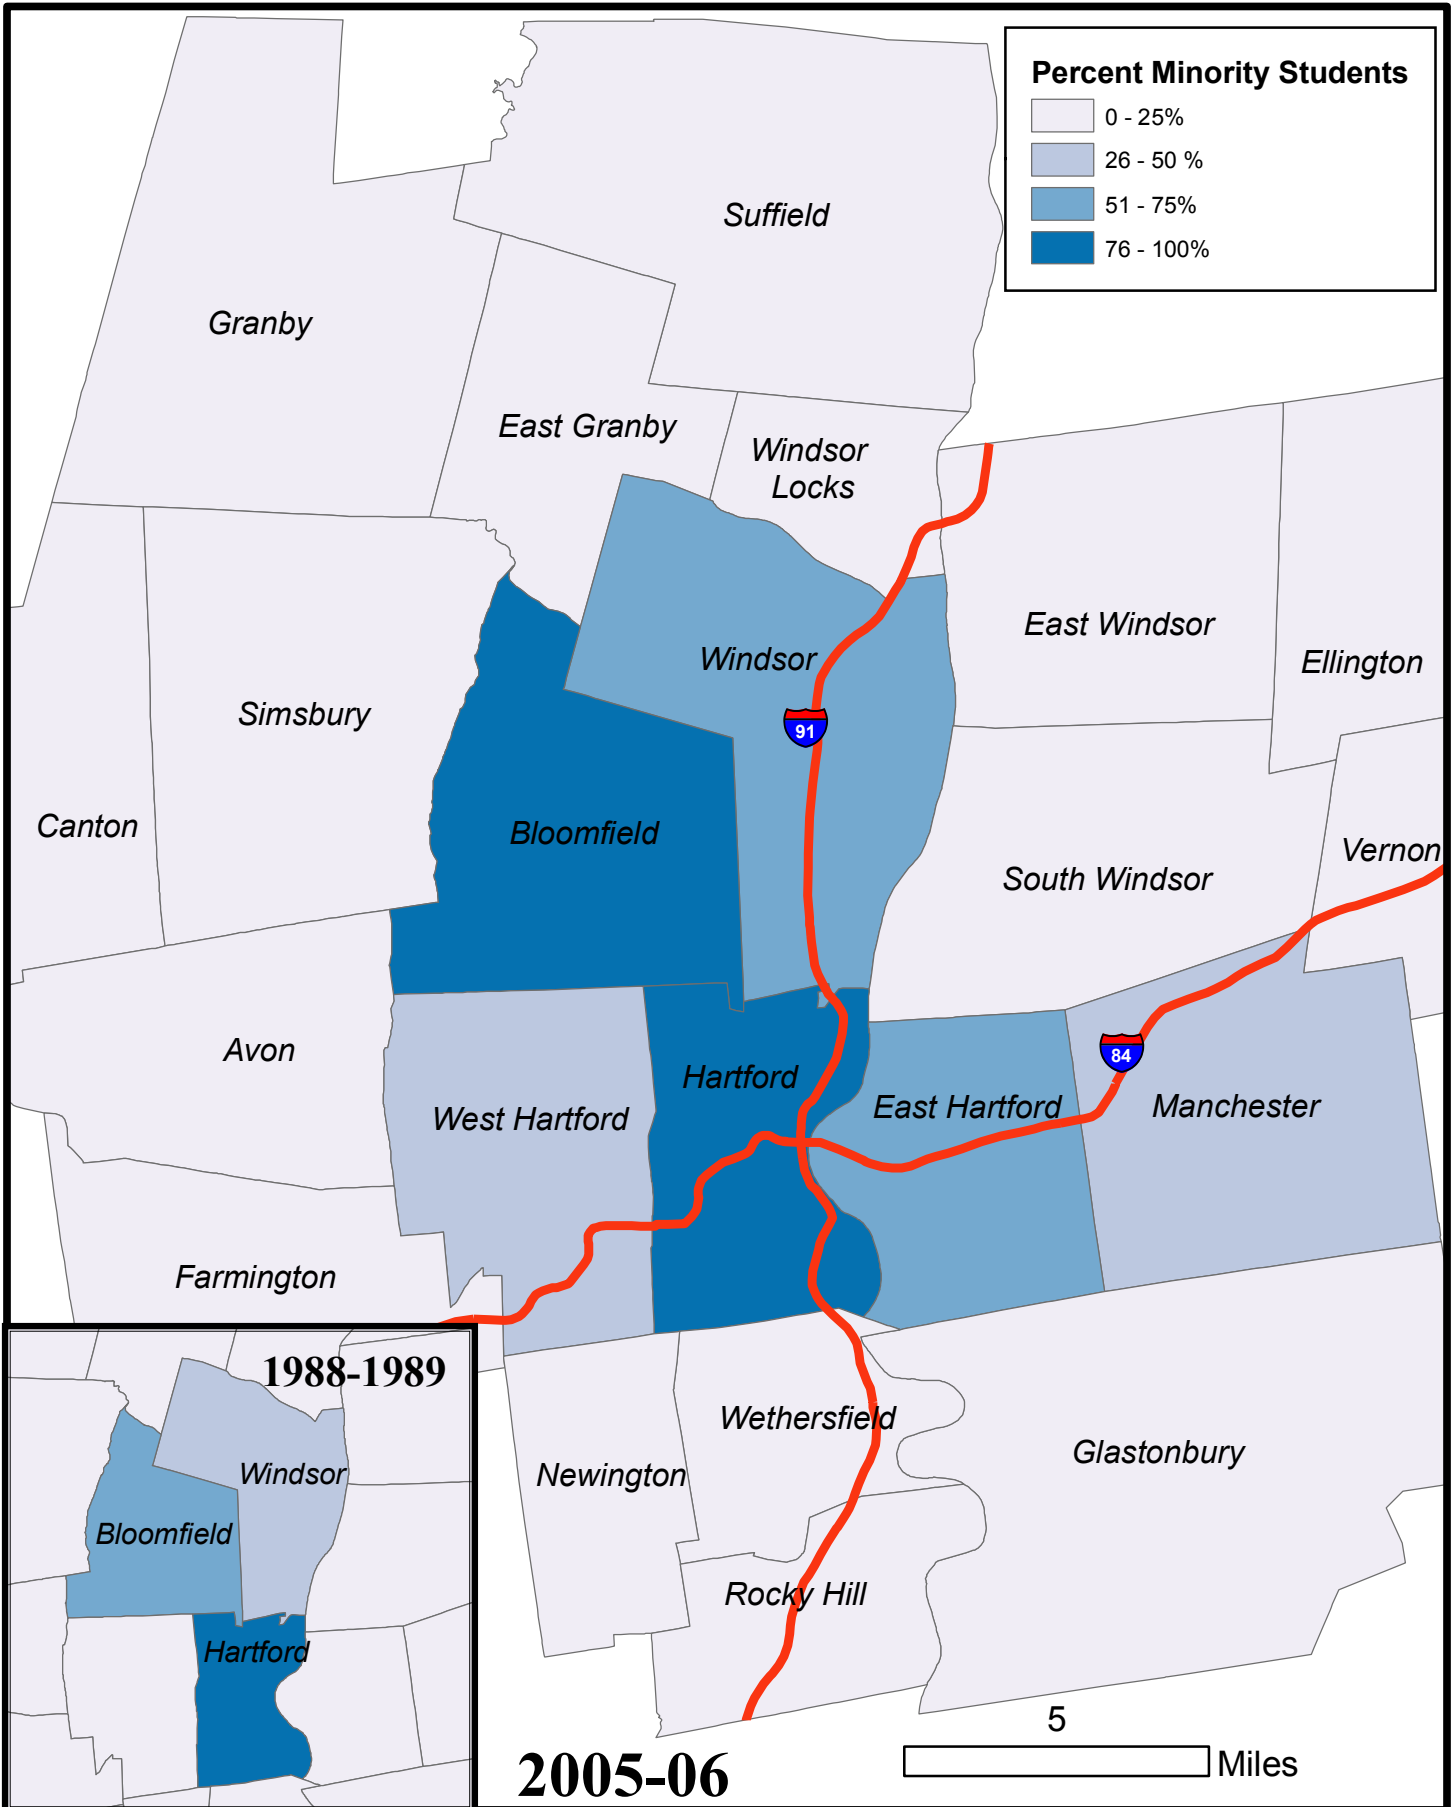 Percent Minority Students
0 - 25%
26 - 50 %
51 - 75%
76 - 100%
Suffield
Granby
East Granby
Windsor
Locks
East Windsor
Ellington
Windsor
Simsbury
91
Canton
Bloomfield
Vernon
South Windsor
Avon
84
Hartford
East Hartford
Manchester
West Hartford
Farmington
1988-1989
Windsor
Bloomfield
Hartford
Wethersfield
Glastonbury
Newington
Rocky Hill
5
Miles
2005-06